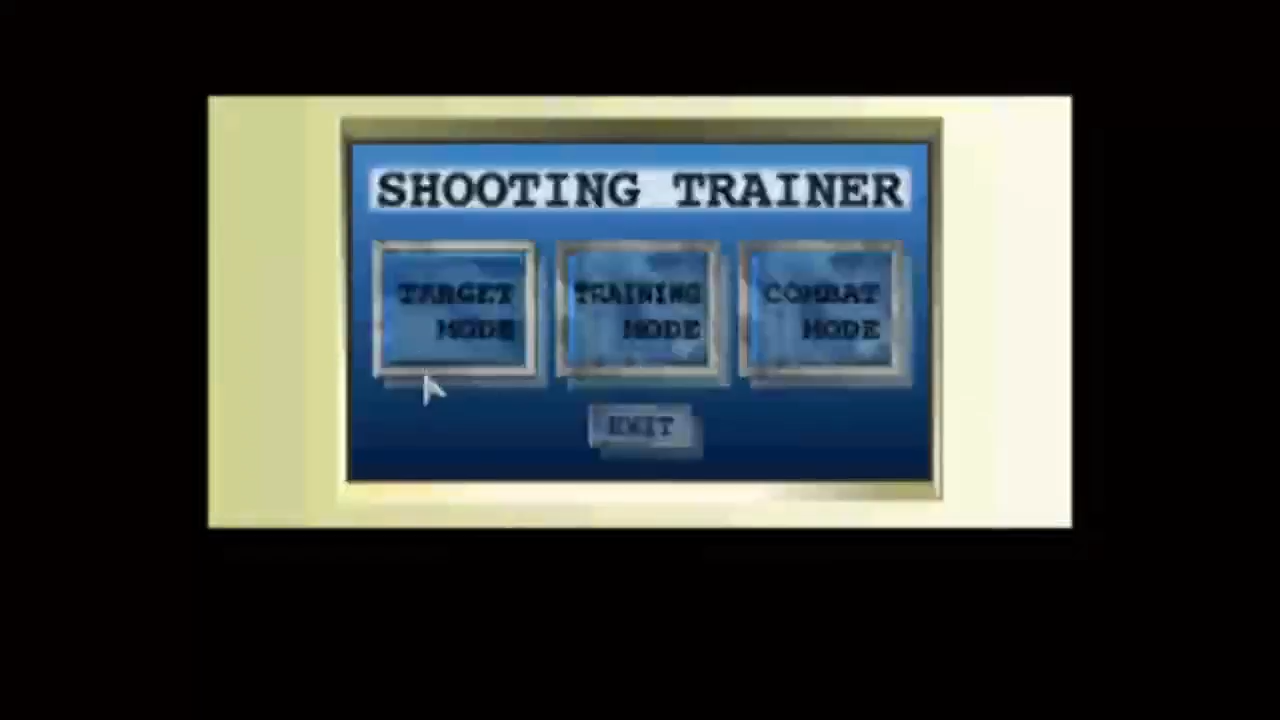 SHOOTING TRAINER
TARGET
MODE
TRAINING
MODE
COMBAT
MODE
EXIT